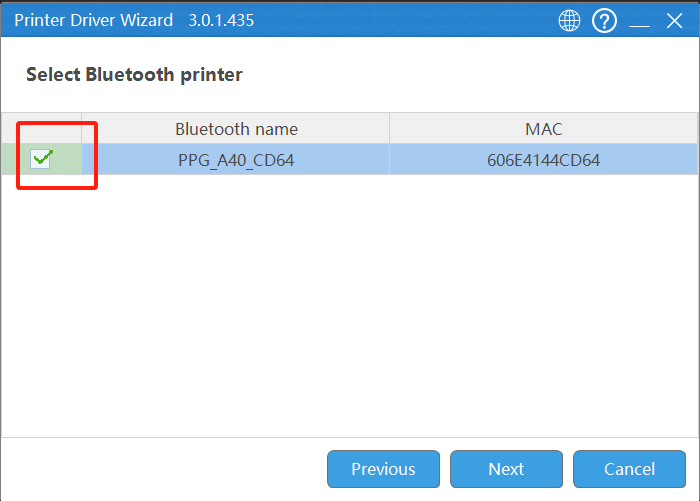 Printer Driver Wizard 3.0.1.435
Select Bluetooth printer
Bluetooth name MAC
PPG_A40_CD64 606E4144CD64
Previous Next Cancel